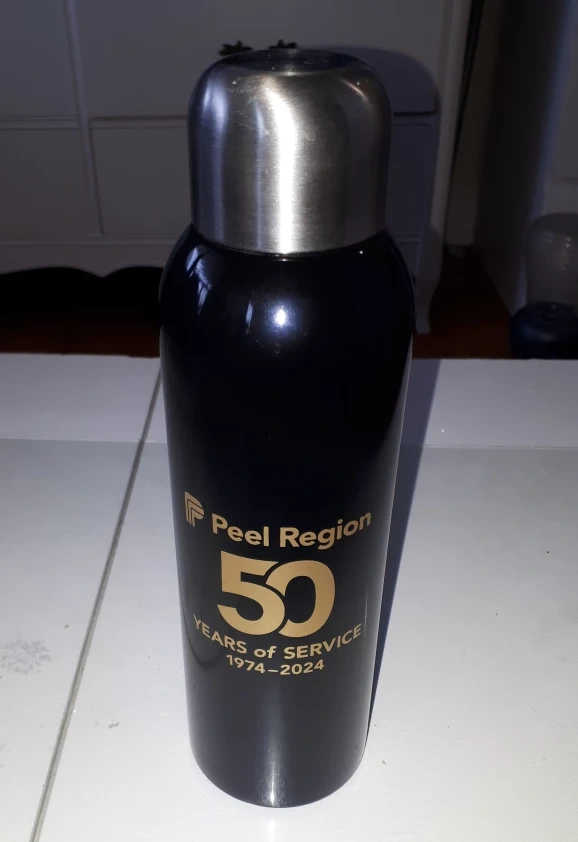 Peel Region
50
YEARS of SERVICE
1974–2024